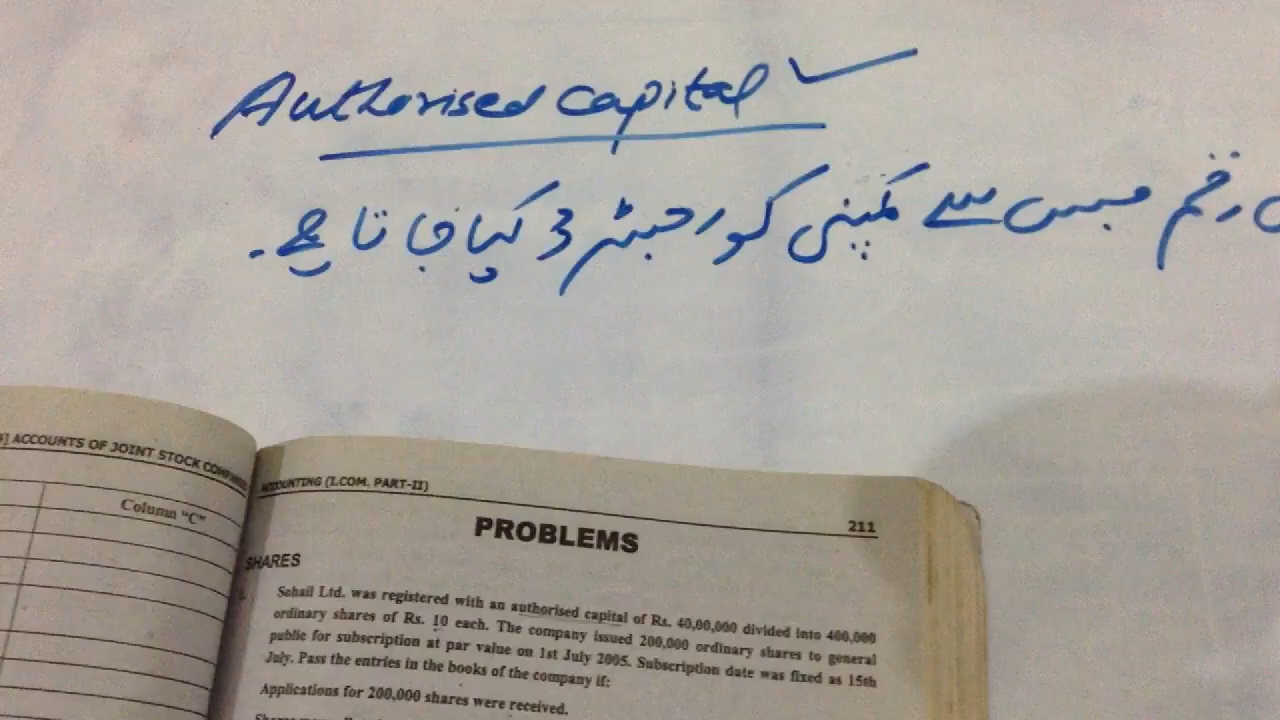 Authorised capital
رقم جس سے کمپنی کو رجسٹرڈ کیا جاتا ہے۔
ACCOUNTS OF JOINT STOCK
Column "C"
ACCOUNTING (I.COM. PART-II)
211
PROBLEMS
SHARES
Sohail Ltd. was registered with an authorised capital of Rs. 40,00,000 divided into 400,000
ordinary shares of Rs. 10 each. The company issued 200,000 ordinary shares to general
public for subscription at par value on 1st July 2005. Subscription date was fixed as 15th
July. Pass the entries in the books of the company if:
Applications for 200,000 shares were received.